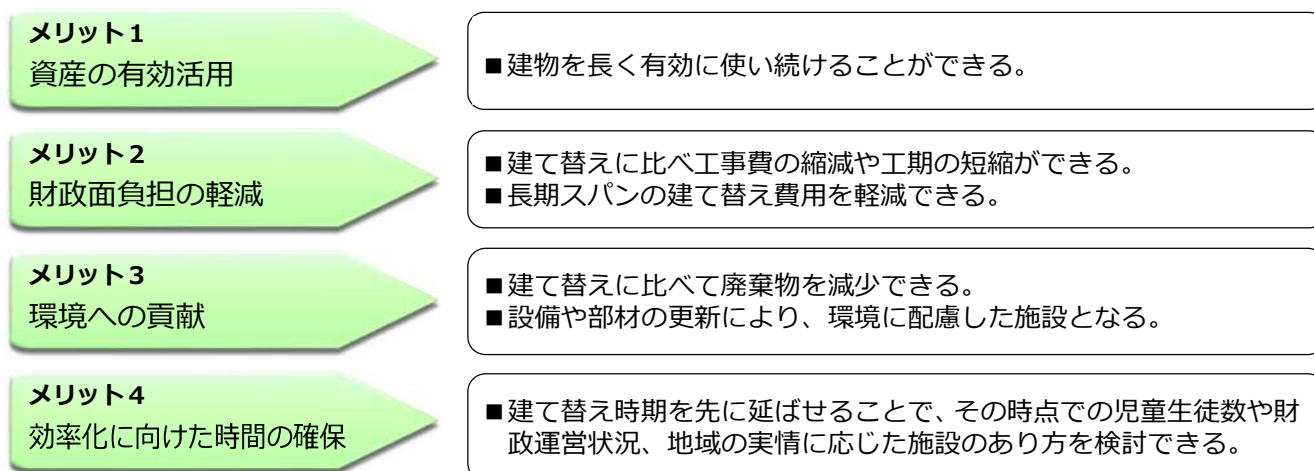 メリット1
資産の有効活用
■建物を長く有効に使い続けることができる。
メリット2
財政面負担の軽減
■建て替えに比べ工事費の縮減や工期の短縮ができる。
■長期スパンの建て替え費用を軽減できる。
メリット3
環境への貢献
■建て替えに比べて廃棄物を減少できる。
■設備や部材の更新により、環境に配慮した施設となる。
メリット4
効率化に向けた時間の確保
■建て替え時期を先に延ばせることで、その時点での児童生徒数や財
政運営状況、地域の実情に応じた施設のあり方を検討できる。